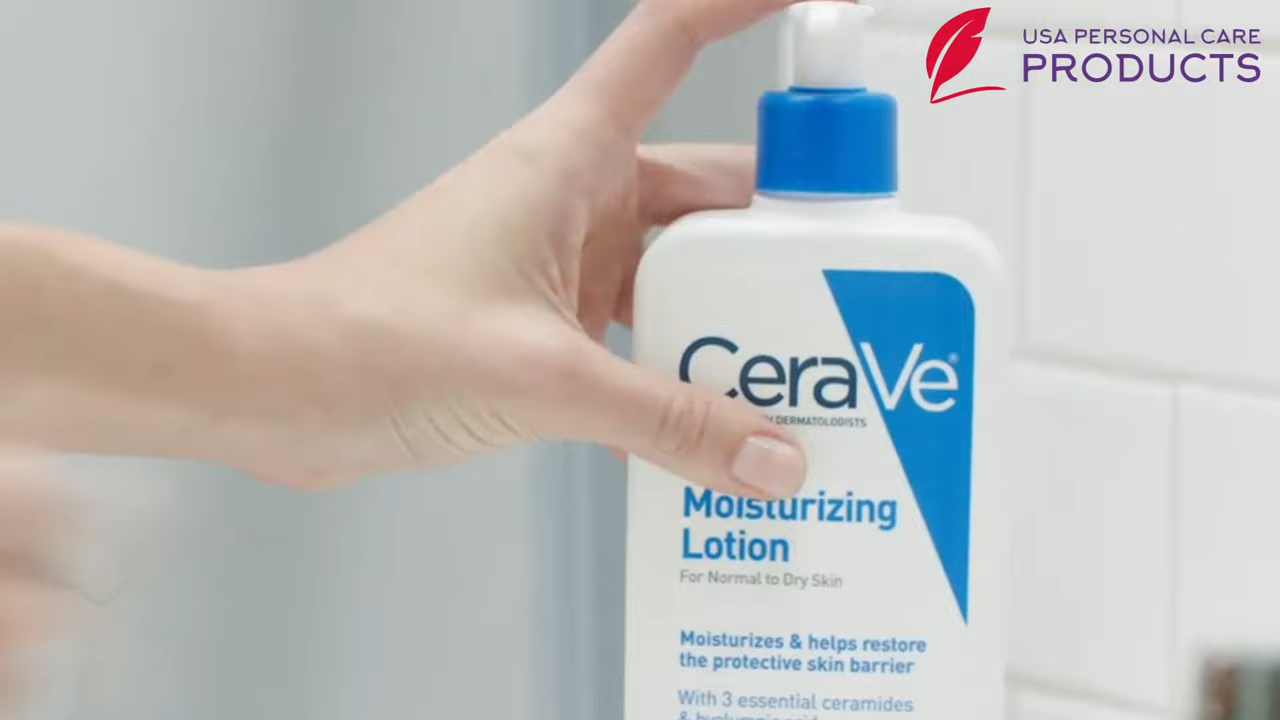 USA PERSONAL CARE
PRODUCTS
CeraVe®
DERMATOLOGISTS
Moisturizing
Lotion
For Normal to Dry Skin
Moisturizes & helps restore
the protective skin barrier
With 3 essential ceramides